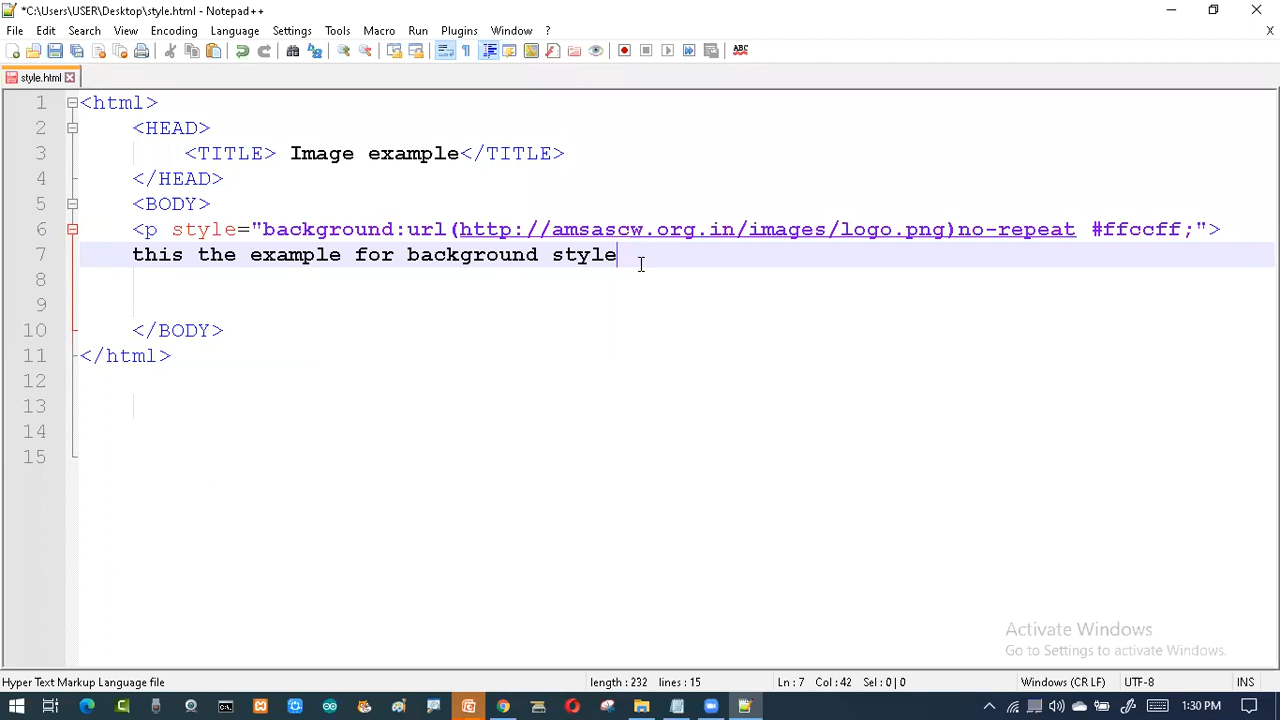 *C:\Users\USER\Desktop\style.html - Notepad++
File Edit Search View Encoding Language Settings Tools Macro Run Plugins Window ? X
ABC
style.html
1 <html>
2 <HEAD>
3 <TITLE> Image example</TITLE>
4 </HEAD>
5 <BODY>
6 <p style="background:url(http://amsascw.org.in/images/logo.png)no-repeat #ffccff;">
7 this the example for background style
8
9
10 </BODY>
11 </html>
12
13
14
15
Activate Windows
Go to Settings to activate Windows.
Hyper Text Markup Language file length : 232 lines : 15 Ln : 7 Col : 42 Sel : 0 | 0 Windows (CR LF) UTF-8 INS
1:30 PM